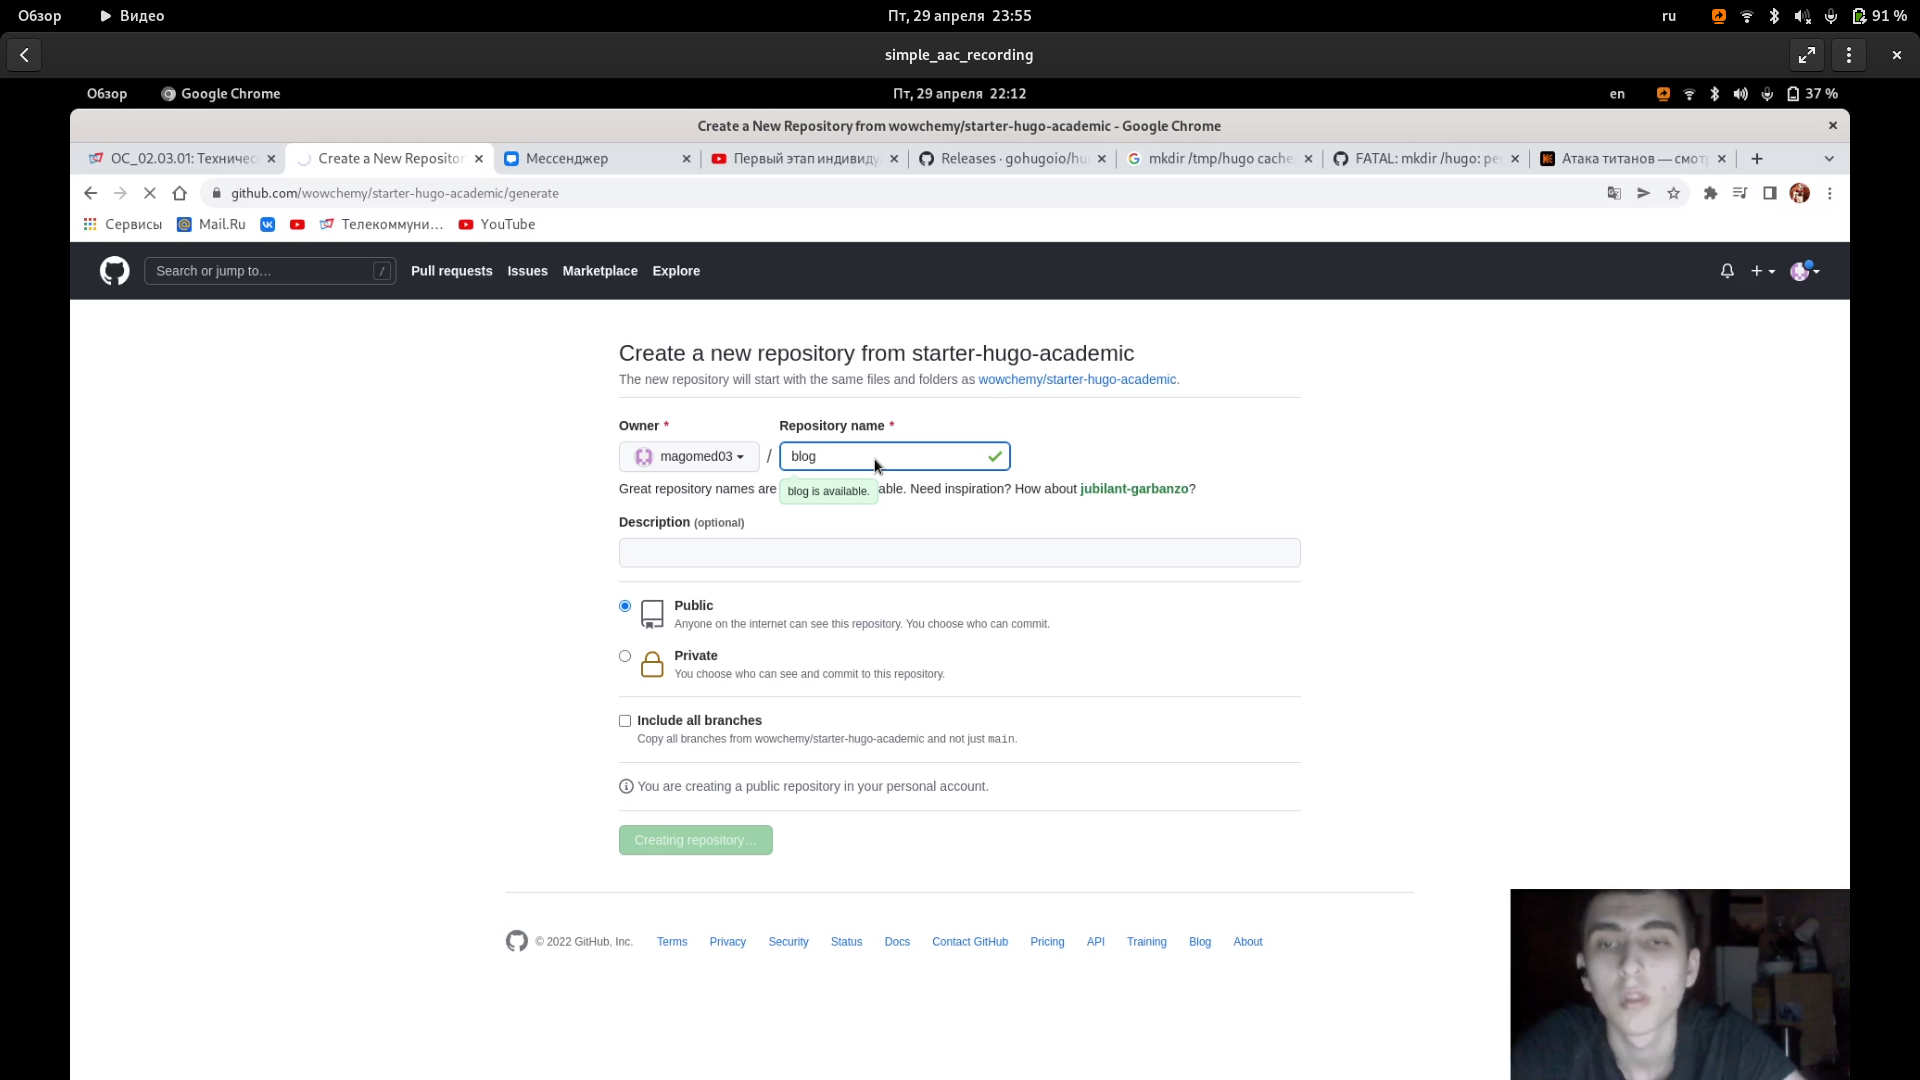 Обзор Видео Пт, 29 апреля 23:55 ru 91 %
simple_aac_recording
Обзор Google Chrome Пт, 29 апреля 22:12 en 37 %
Create a New Repository from wowchemy/starter-hugo-academic - Google Chrome
ОС_02.03.01: Техничес Create a New Repositor Мессенджер Первый этап индивиду Releases · gohugoio/hu mkdir /tmp/hugo cache FATAL: mkdir /hugo: pe Атака титанов — смот
github.com/wowchemy/starter-hugo-academic/generate
Сервисы Mail.Ru Телекоммуни... YouTube
Search or jump to... / Pull requests Issues Marketplace Explore
Create a new repository from starter-hugo-academic
The new repository will start with the same files and folders as wowchemy/starter-hugo-academic.
Owner * Repository name *
magomed03 / blog
Great repository names are able. Need inspiration? How about jubilant-garbanzo?
blog is available.
Description (optional)
Public
Anyone on the internet can see this repository. You choose who can commit.
Private
You choose who can see and commit to this repository.
Include all branches
Copy all branches from wowchemy/starter-hugo-academic and not just main.
You are creating a public repository in your personal account.
Creating repository...
© 2022 GitHub, Inc. Terms Privacy Security Status Docs Contact GitHub Pricing API Training Blog About